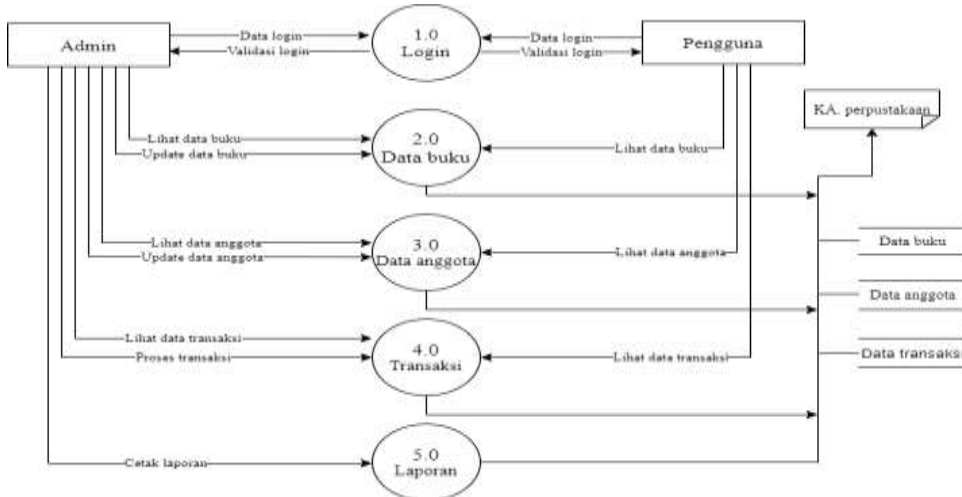 Admin
Data login
Validasi login
1.0
Login
Data login
Validasi login
Pengguna
KA. perpustakaan
Lihat data buku
Update data buku
2.0
Data buku
Lihat data buku
Lihat data anggota
Update data anggota
3.0
Data anggota
Lihat data anggota
Data buku
Data anggota
Data transaksi
Lihat data transaksi
Proses transaksi
4.0
Transaksi
Lihat data transaksi
Cetak laporan
5.0
Laporan